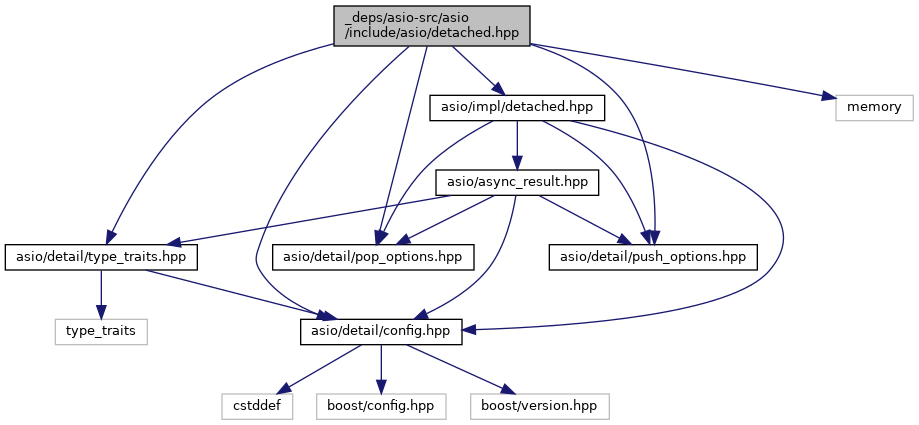 _deps/asio-src/asio
/include/asio/detached.hpp
asio/impl/detached.hpp
memory
asio/async_result.hpp
asio/detail/type_traits.hpp
asio/detail/pop_options.hpp
asio/detail/push_options.hpp
type_traits
asio/detail/config.hpp
cstddef
boost/config.hpp
boost/version.hpp